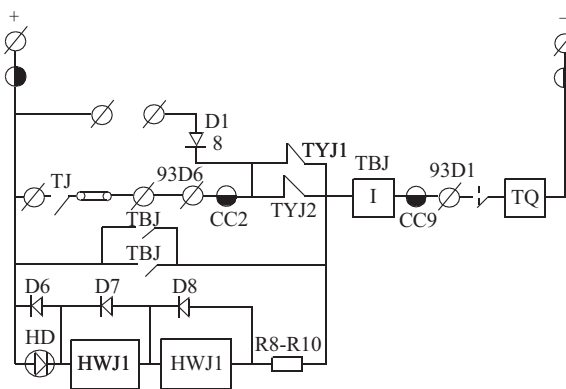 +
−
D1
8
TYJ1
TBJ
93D1
TJ
93D6
I
TQ
CC2
TYJ2
CC9
TBJ
TBJ
D6
D7
D8
HD
HWJ1
HWJ1
R8-R10